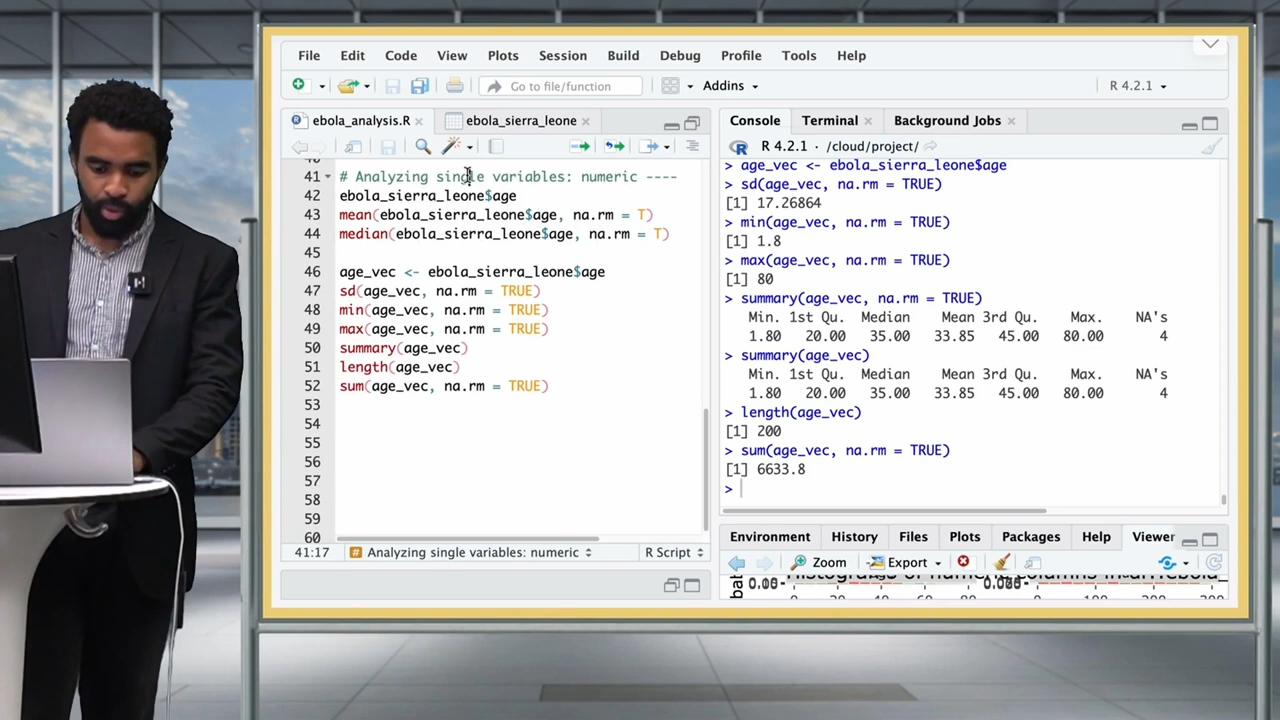 File Edit Code View Plots Session Build Debug Profile Tools Help
Go to file/function Addins R 4.2.1
ebola_analysis.R ebola_sierra_leone
41 # Analyzing single variables: numeric ----
42 ebola_sierra_leone$age
43 mean(ebola_sierra_leone$age, na.rm = T)
44 median(ebola_sierra_leone$age, na.rm = T)
45
46 age_vec <- ebola_sierra_leone$age
47 sd(age_vec, na.rm = TRUE)
48 min(age_vec, na.rm = TRUE)
49 max(age_vec, na.rm = TRUE)
50 summary(age_vec)
51 length(age_vec)
52 sum(age_vec, na.rm = TRUE)
53
54
55
56
57
58
59
60
41:17 Analyzing single variables: numeric R Script
Console Terminal Background Jobs
R 4.2.1 · /cloud/project/
> age_vec <- ebola_sierra_leone$age
> sd(age_vec, na.rm = TRUE)
[1] 17.26864
> min(age_vec, na.rm = TRUE)
[1] 1.8
> max(age_vec, na.rm = TRUE)
[1] 80
> summary(age_vec, na.rm = TRUE)
Min. 1st Qu. Median Mean 3rd Qu. Max. NA's
1.80 20.00 35.00 33.85 45.00 80.00 4
> summary(age_vec)
Min. 1st Qu. Median Mean 3rd Qu. Max. NA's
1.80 20.00 35.00 33.85 45.00 80.00 4
> length(age_vec)
[1] 200
> sum(age_vec, na.rm = TRUE)
[1] 6633.8
>
Environment History Files Plots Packages Help Viewer
Zoom Export